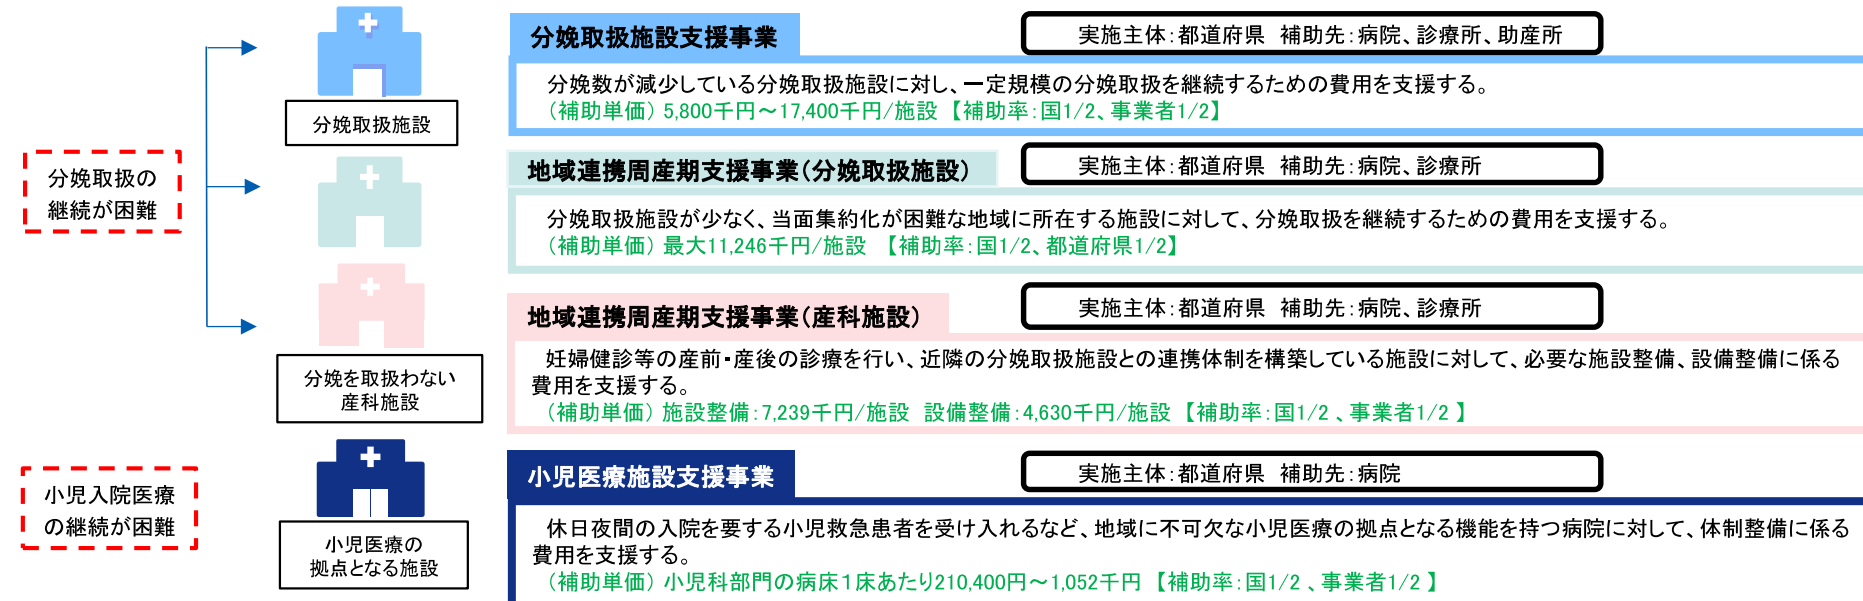 分娩取扱の
継続が困難
分娩取扱施設
分娩取扱施設支援事業
実施主体:都道府県 補助先:病院、診療所、助産所
分娩数が減少している分娩取扱施設に対し、一定規模の分娩取扱を継続するための費用を支援する。
(補助単価) 5,800千円～17,400千円/施設 【補助率:国1/2、事業者1/2】
地域連携周産期支援事業(分娩取扱施設)
実施主体:都道府県 補助先:病院、診療所
分娩取扱施設が少なく、当面集約化が困難な地域に所在する施設に対して、分娩取扱を継続するための費用を支援する。
(補助単価) 最大11,246千円/施設 【補助率:国1/2、都道府県1/2】
分娩を取扱わない
産科施設
地域連携周産期支援事業(産科施設)
実施主体:都道府県 補助先:病院、診療所
妊婦健診等の産前・産後の診療を行い、近隣の分娩取扱施設との連携体制を構築している施設に対して、必要な施設整備、設備整備に係る
費用を支援する。
(補助単価) 施設整備:7,239千円/施設 設備整備:4,630千円/施設 【補助率:国1/2 、事業者1/2 】
小児入院医療
の継続が困難
小児医療の
拠点となる施設
小児医療施設支援事業
実施主体:都道府県 補助先:病院
休日夜間の入院を要する小児救急患者を受け入れるなど、地域に不可欠な小児医療の拠点となる機能を持つ病院に対して、体制整備に係る
費用を支援する。
(補助単価) 小児科部門の病床1床あたり210,400円～1,052千円 【補助率:国1/2 、事業者1/2 】